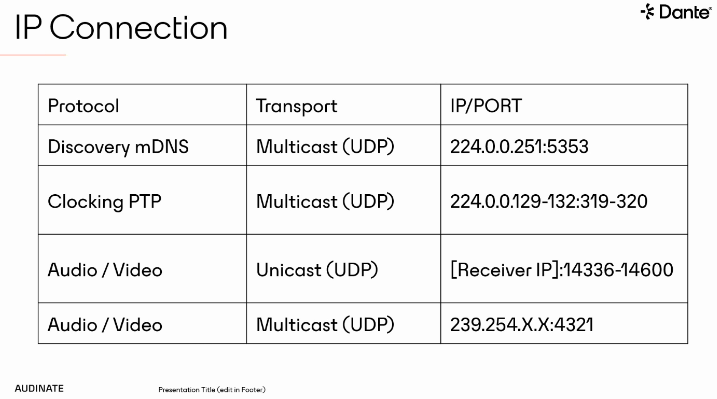 IP Connection
Dante
Protocol Transport IP/PORT
Discovery mDNS Multicast (UDP) 224.0.0.251:5353
Clocking PTP Multicast (UDP) 224.0.0.129-132:319-320
Audio / Video Unicast (UDP) [Receiver IP]:14336-14600
Audio / Video Multicast (UDP) 239.254.X.X:4321
AUDINATE Presentation Title (edit in Footer)